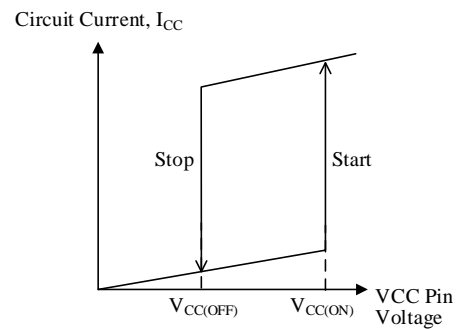 Circuit Current, I_CC
Stop
Start
V_CC(OFF)
V_CC(ON)
VCC Pin
Voltage